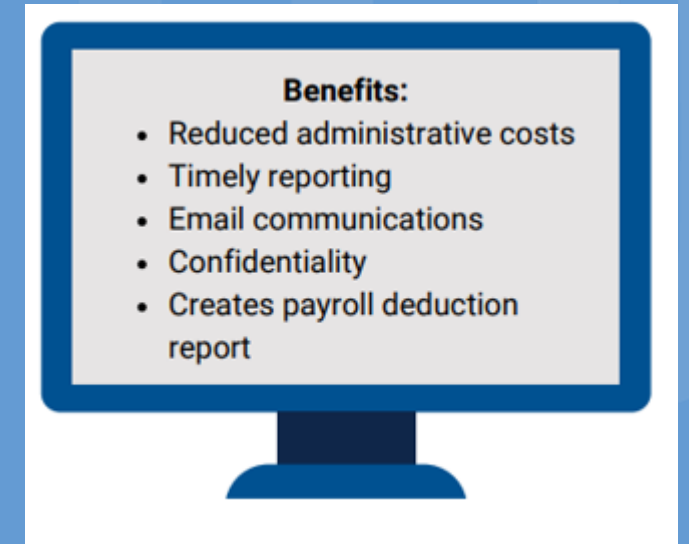 Benefits:
• Reduced administrative costs
• Timely reporting
• Email communications
• Confidentiality
• Creates payroll deduction
report